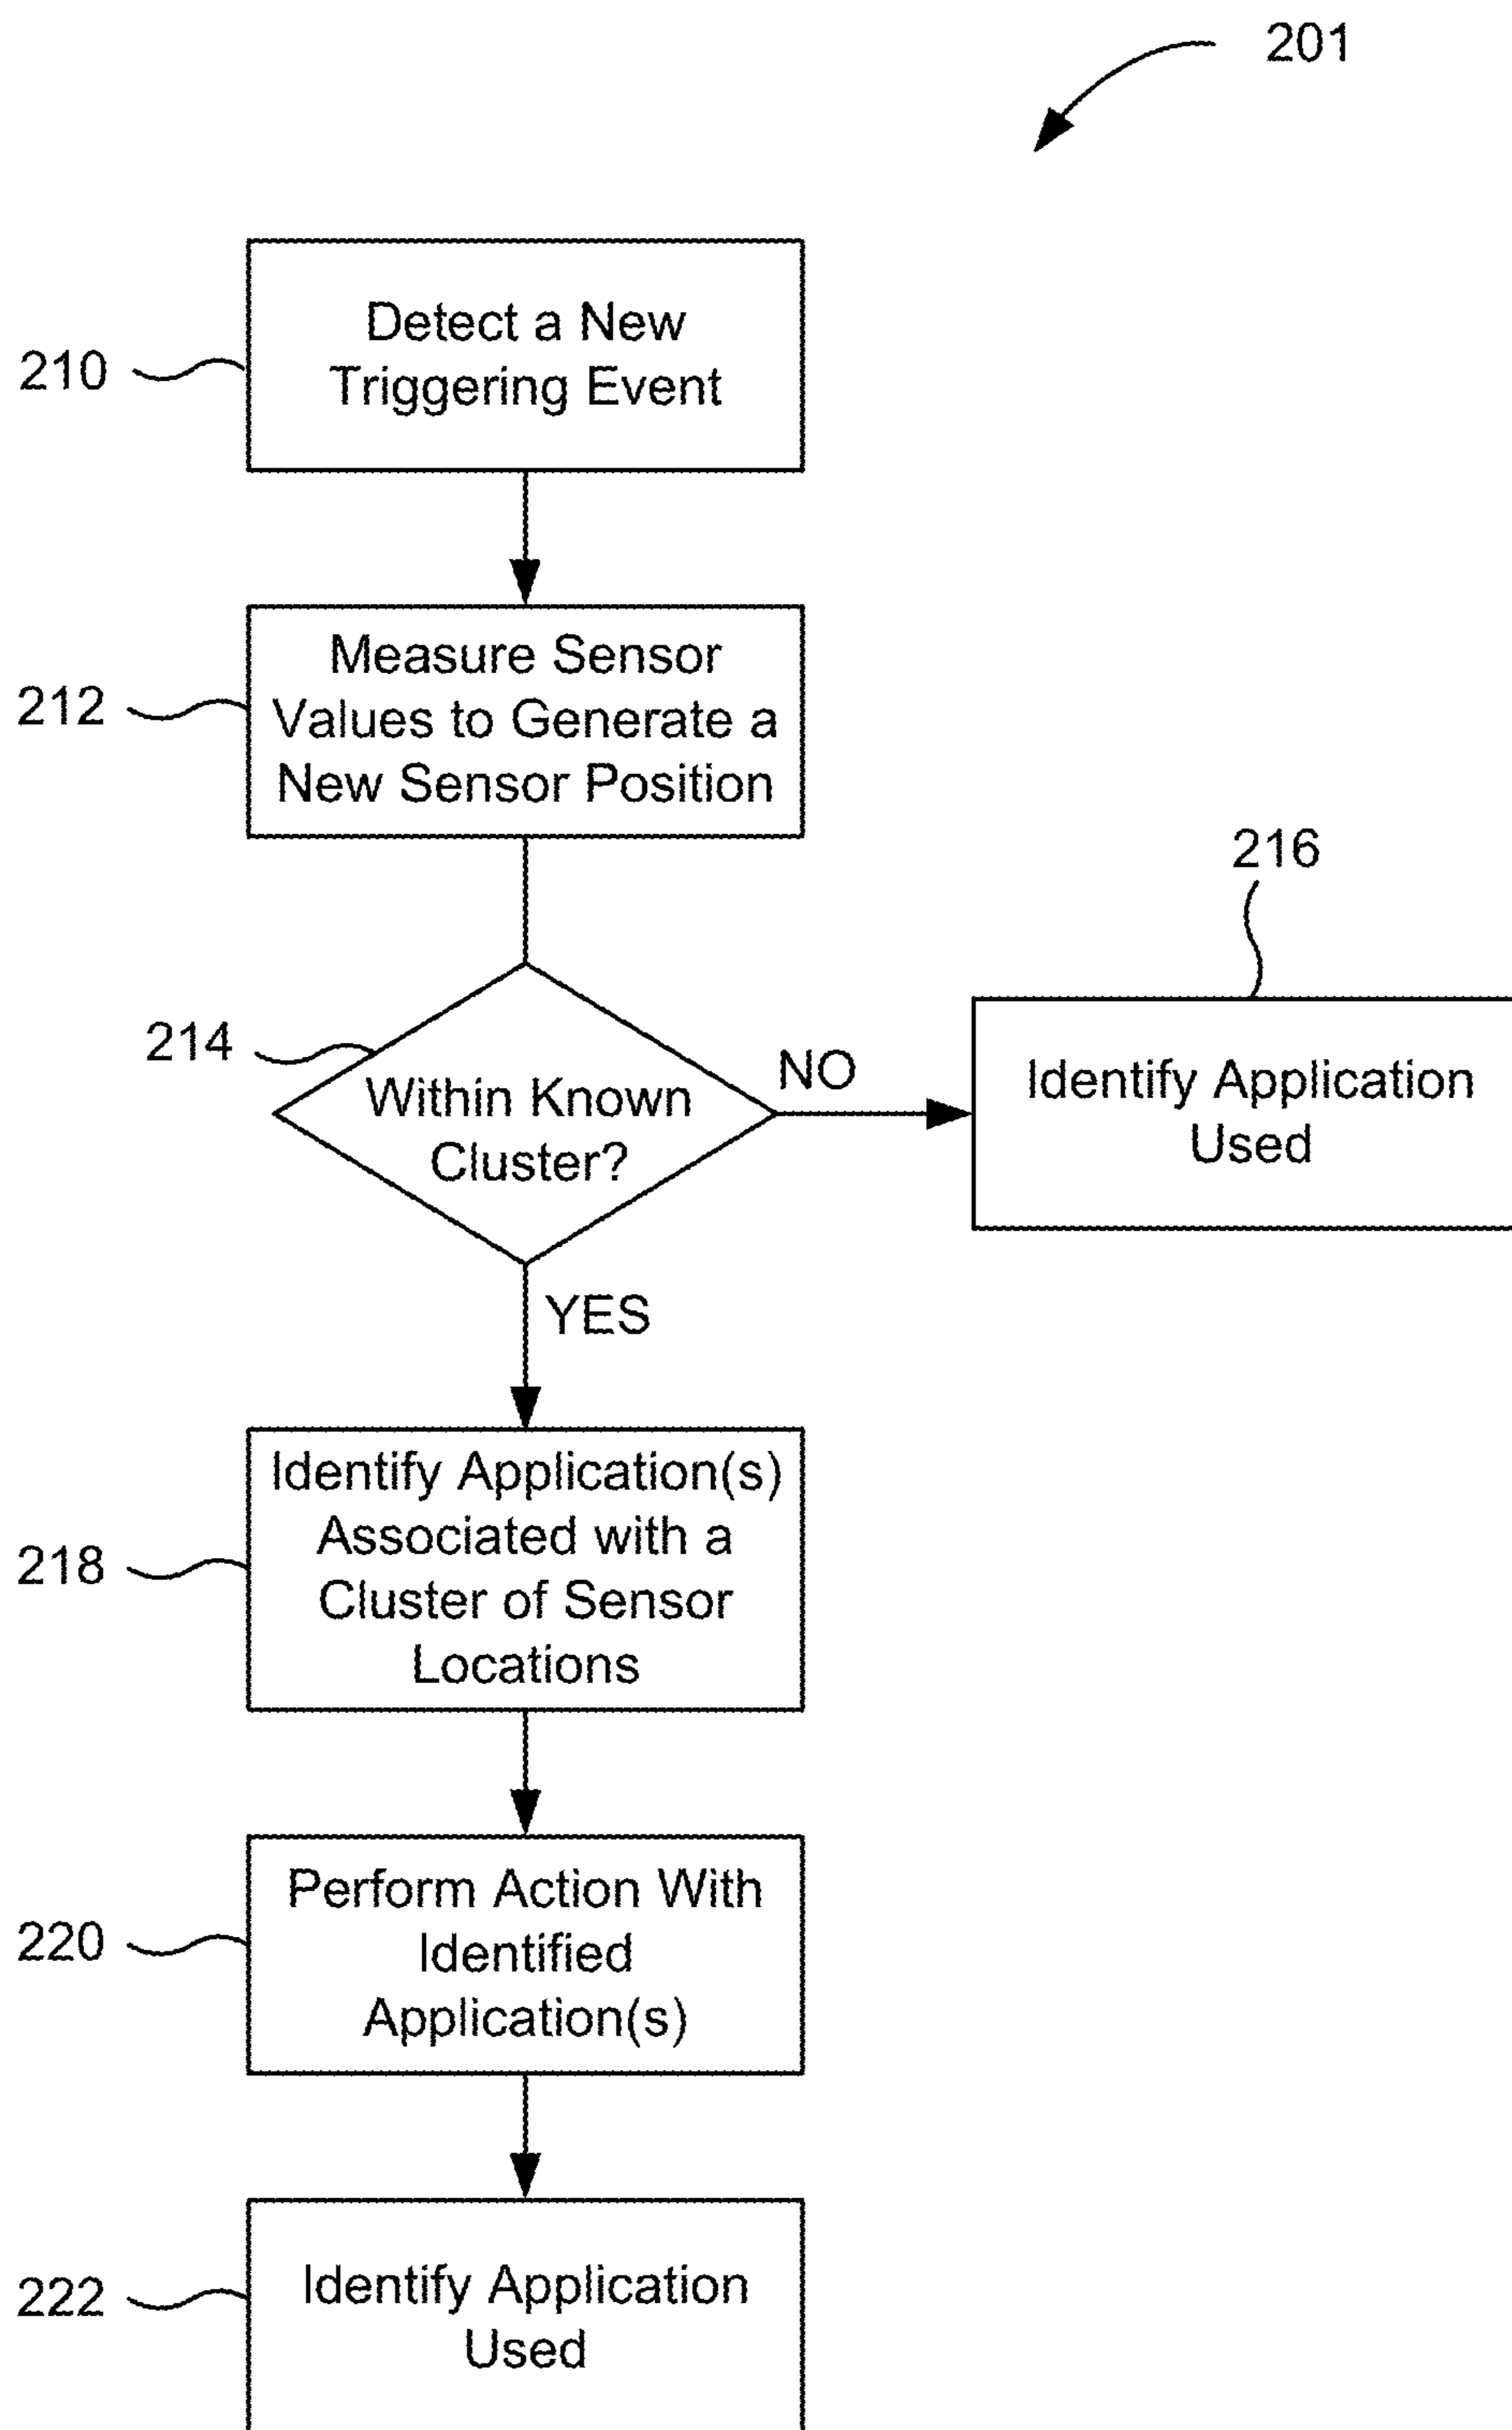 201
210
Detect a New
Triggering Event
212
Measure Sensor
Values to Generate a
New Sensor Position
214
Within Known
Cluster?
NO
216
Identify Application
Used
YES
218
Identify Application(s)
Associated with a
Cluster of Sensor
Locations
220
Perform Action With
Identified
Application(s)
222
Identify Application
Used